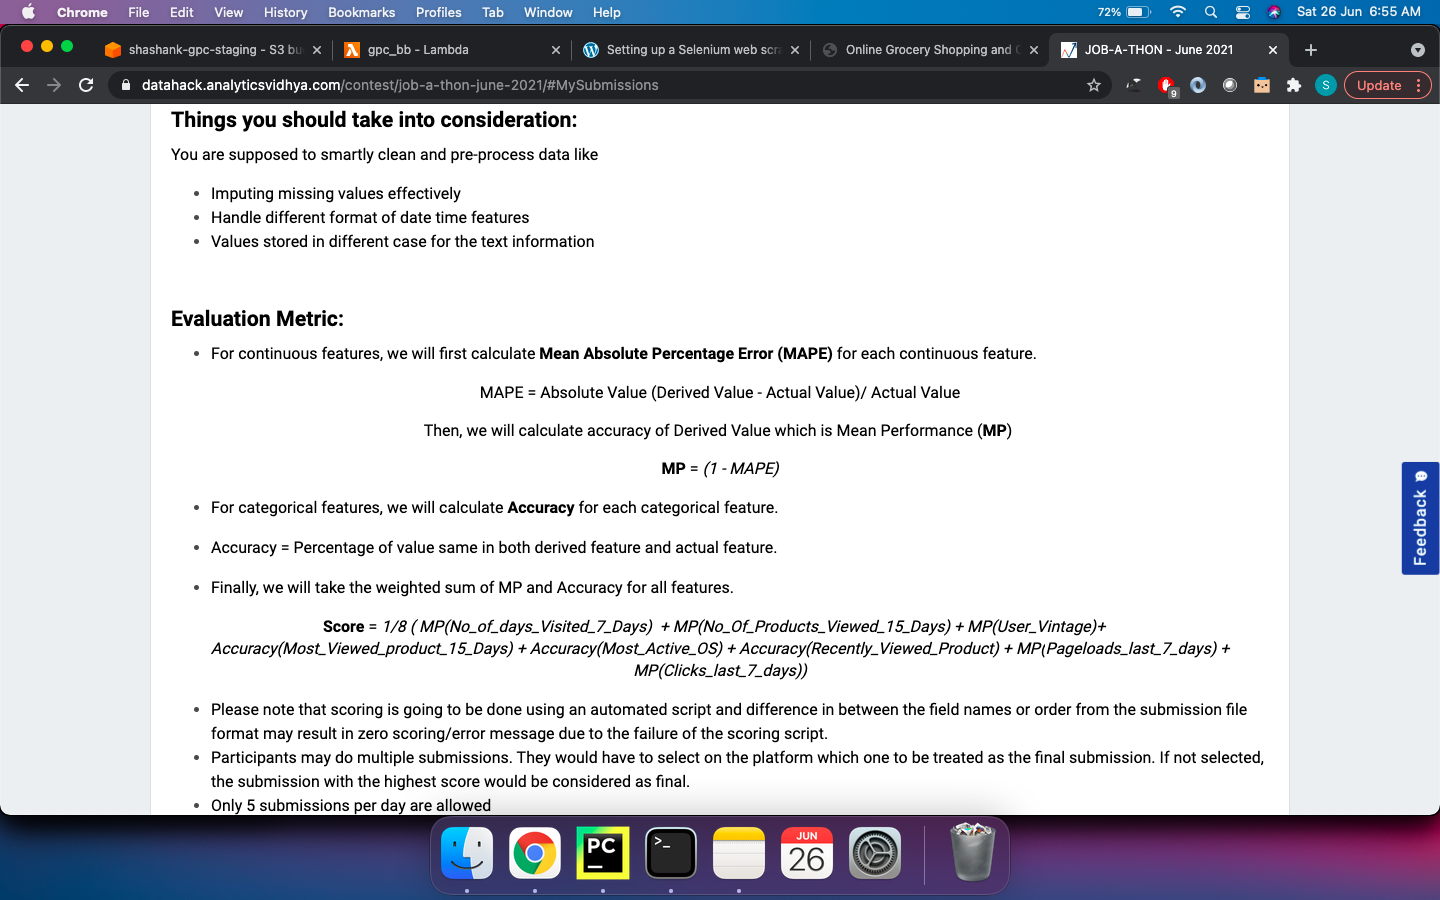 Chrome File Edit View History Bookmarks Profiles Tab Window Help 72% Sat 26 Jun 6:55 AM
shashank-gpc-staging - S3 bu gpc_bb - Lambda Setting up a Selenium web scra Online Grocery Shopping and JOB-A-THON - June 2021
datahack.analyticsvidhya.com/contest/job-a-thon-june-2021/#MySubmissions 9 S Update
Things you should take into consideration:
You are supposed to smartly clean and pre-process data like
• Imputing missing values effectively
• Handle different format of date time features
• Values stored in different case for the text information
Evaluation Metric:
• For continuous features, we will first calculate Mean Absolute Percentage Error (MAPE) for each continuous feature.
MAPE = Absolute Value (Derived Value - Actual Value)/ Actual Value
Then, we will calculate accuracy of Derived Value which is Mean Performance (MP)
MP = (1 - MAPE)
• For categorical features, we will calculate Accuracy for each categorical feature.
• Accuracy = Percentage of value same in both derived feature and actual feature.
• Finally, we will take the weighted sum of MP and Accuracy for all features.
Score = 1/8 ( MP(No_of_days_Visited_7_Days) + MP(No_Of_Products_Viewed_15_Days) + MP(User_Vintage)+
Accuracy(Most_Viewed_product_15_Days) + Accuracy(Most_Active_OS) + Accuracy(Recently_Viewed_Product) + MP(Pageloads_last_7_days) +
MP(Clicks_last_7_days))
• Please note that scoring is going to be done using an automated script and difference in between the field names or order from the submission file
format may result in zero scoring/error message due to the failure of the scoring script.
• Participants may do multiple submissions. They would have to select on the platform which one to be treated as the final submission. If not selected,
the submission with the highest score would be considered as final.
• Only 5 submissions per day are allowed
Feedback
PC
>_
JUN
26